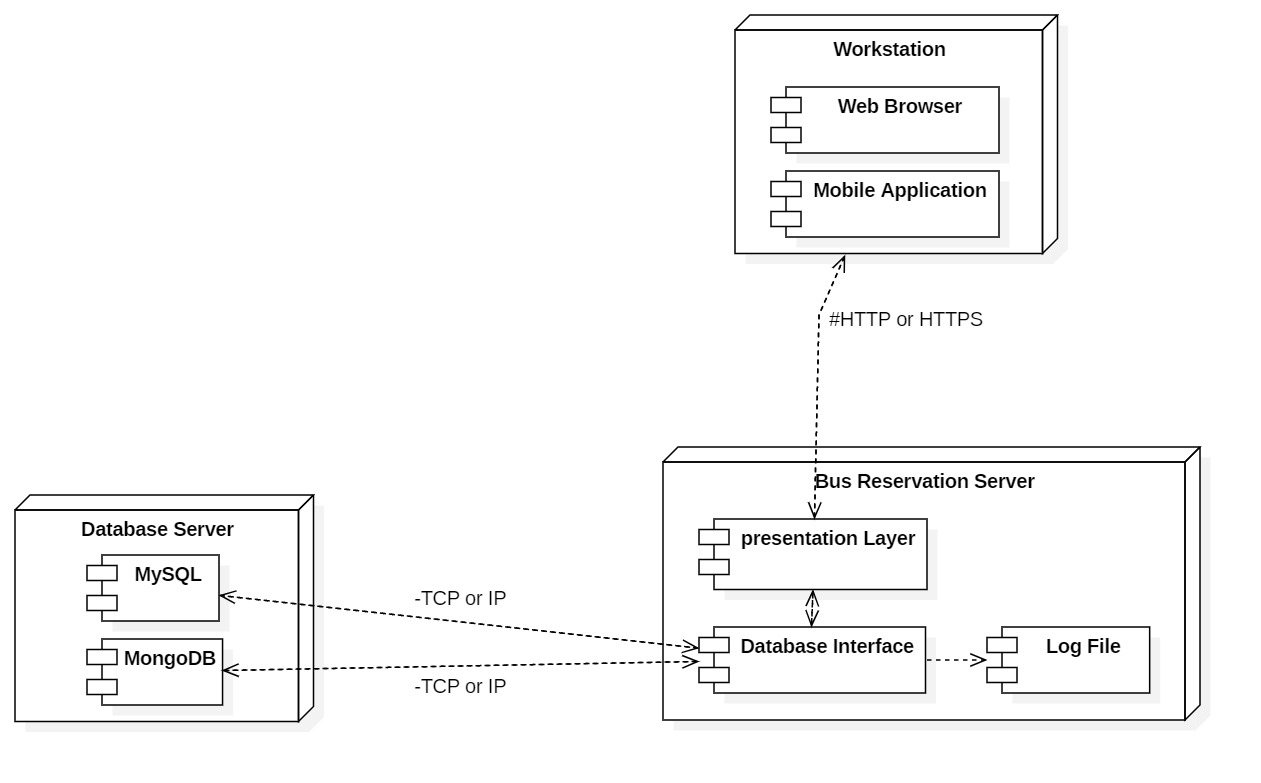 Workstation
Web Browser
Mobile Application
#HTTP or HTTPS
Bus Reservation Server
presentation Layer
Database Interface
Log File
Database Server
MySQL
MongoDB
-TCP or IP
-TCP or IP